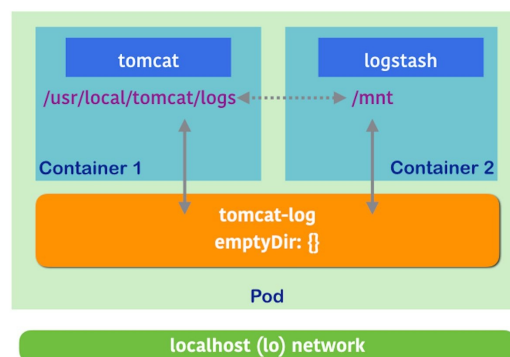 tomcat
logstash
/usr/local/tomcat/logs
/mnt
Container 1
Container 2
tomcat-log
emptyDir: {}
Pod
localhost (lo) network